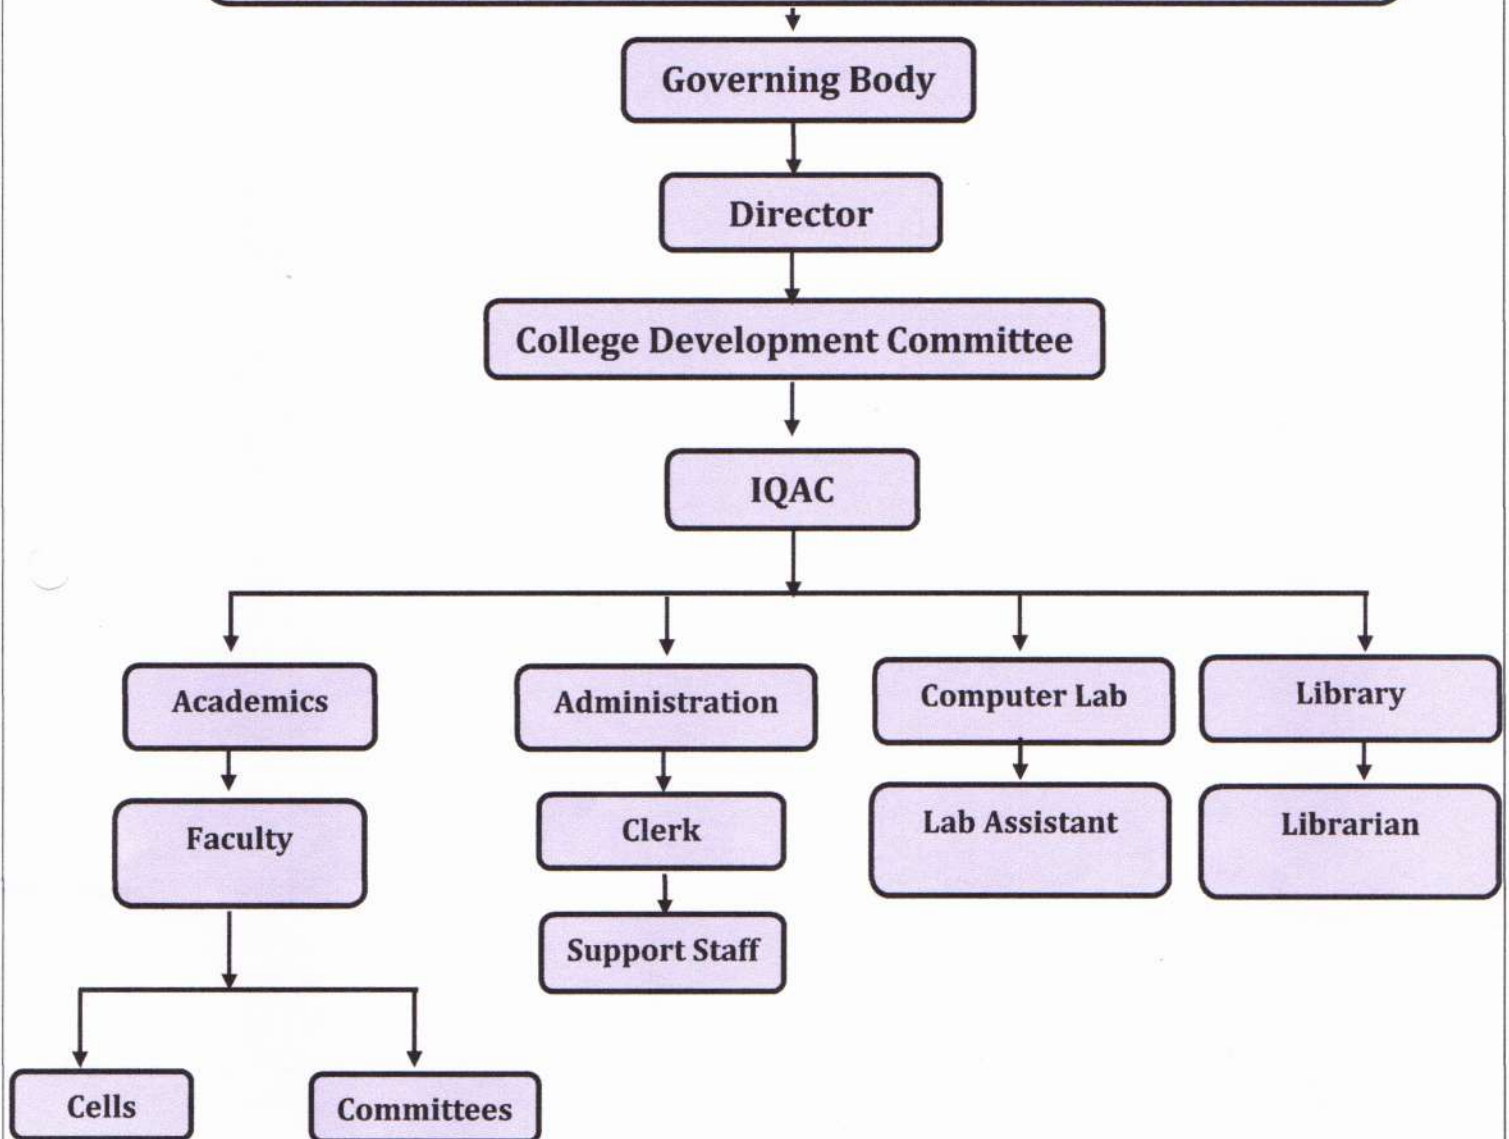 Governing Body
Director
College Development Committee
IQAC
Academics
Administration
Computer Lab
Library
Faculty
Clerk
Lab Assistant
Librarian
Support Staff
Cells
Committees